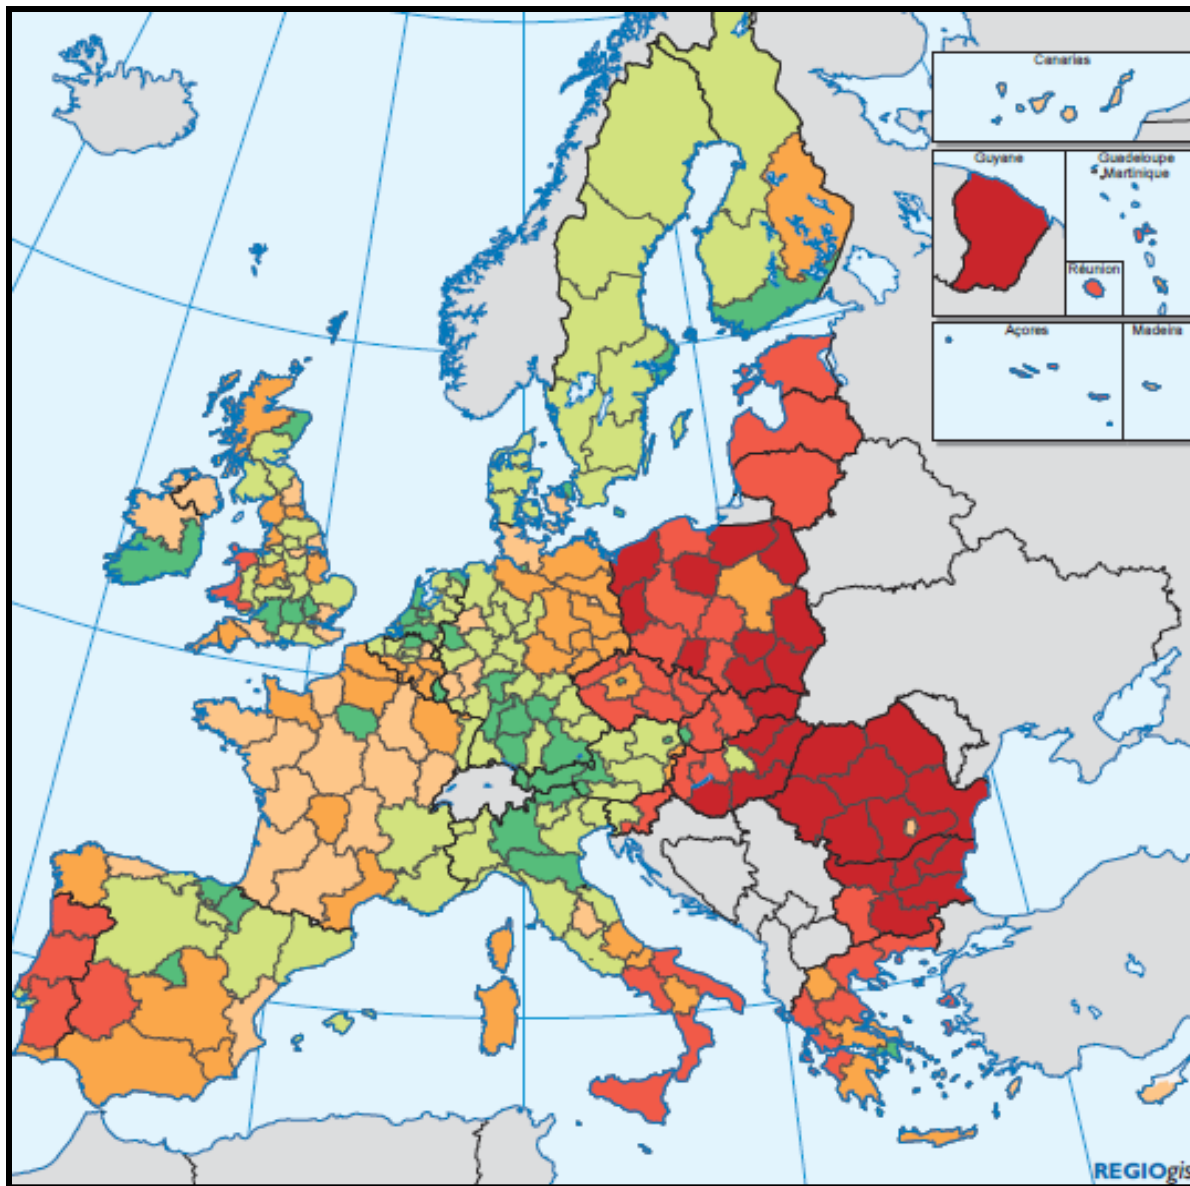 Canarias
Guyane
Guadeloupe
Martinique
Réunion
Açores
Madeira
REGIOgis